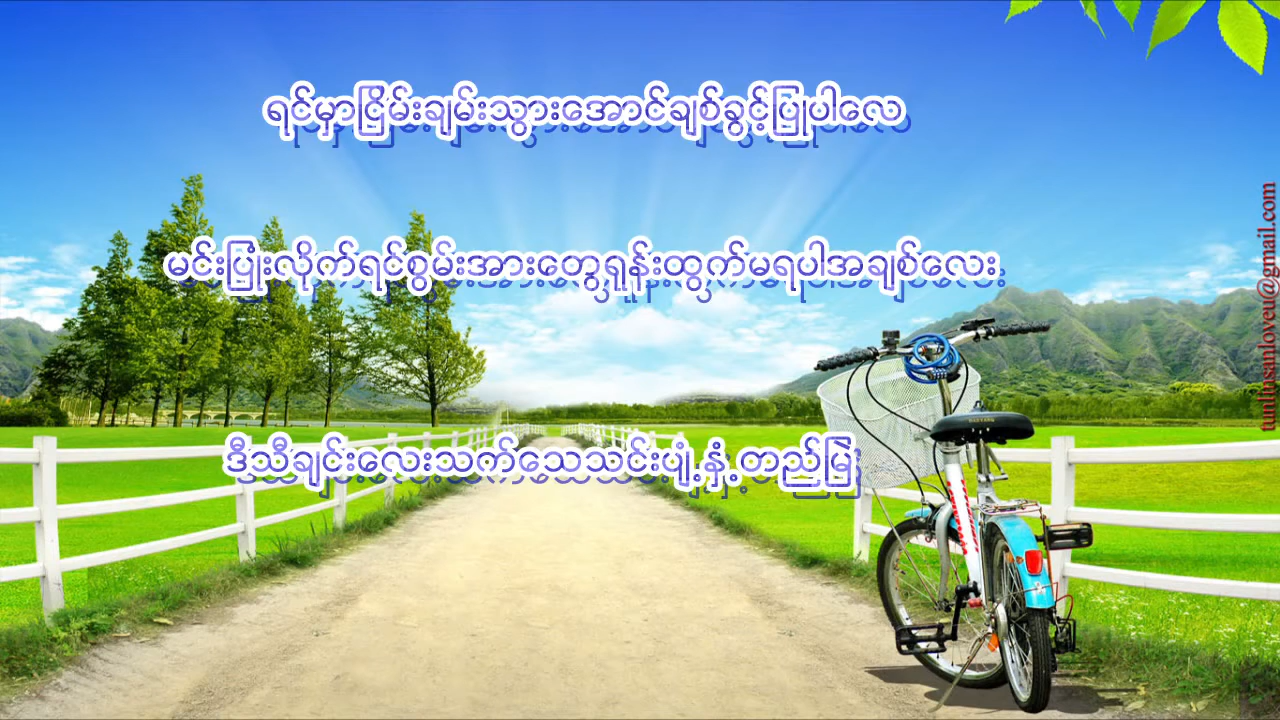 ရင်မှာငြိမ်းချမ်းသွားအောင်ချစ်ခွင့်ပြုပါလေ
မင်းပြုံးလိုက်ရင်စွမ်းအားတွေရုန်းထွက်မရပါအချစ်လေး
ဒီသီချင်းလေးသက်သေသင်းပျံ့နှံ့တည်မြဲ
tunlinsanloveu@gmail.com